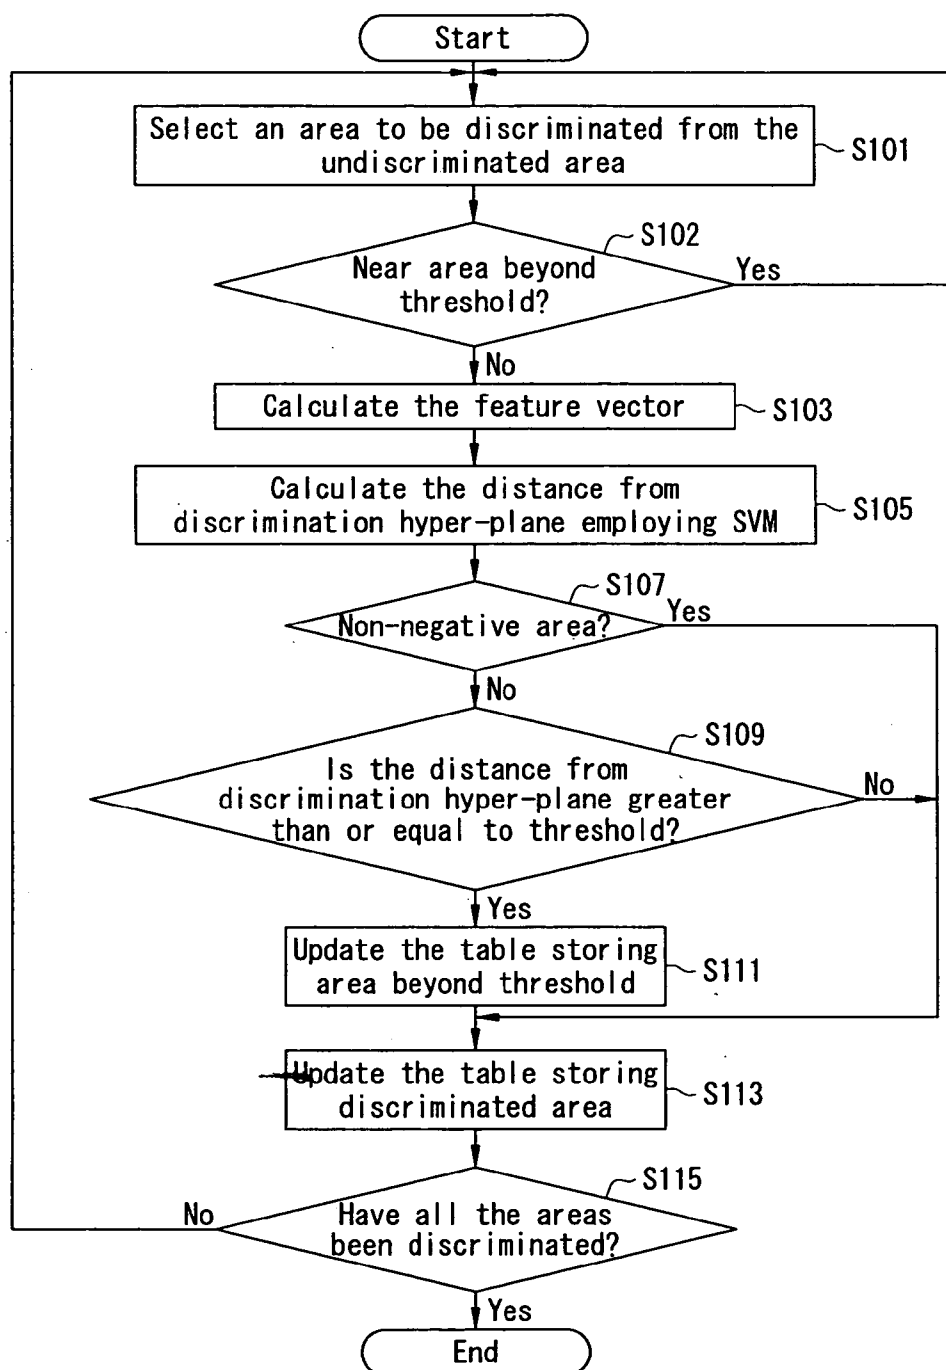 Start
Select an area to be discriminated from the
undiscriminated area
S101
S102
Near area beyond
threshold?
Yes
No
Calculate the feature vector
S103
Calculate the distance from
discrimination hyper-plane employing SVM
S105
S107
Non-negative area?
Yes
No
S109
Is the distance from
discrimination hyper-plane greater
than or equal to threshold?
No
Yes
Update the table storing
area beyond threshold
S111
Update the table storing
discriminated area
S113
S115
Have all the areas
been discriminated?
No
Yes
End